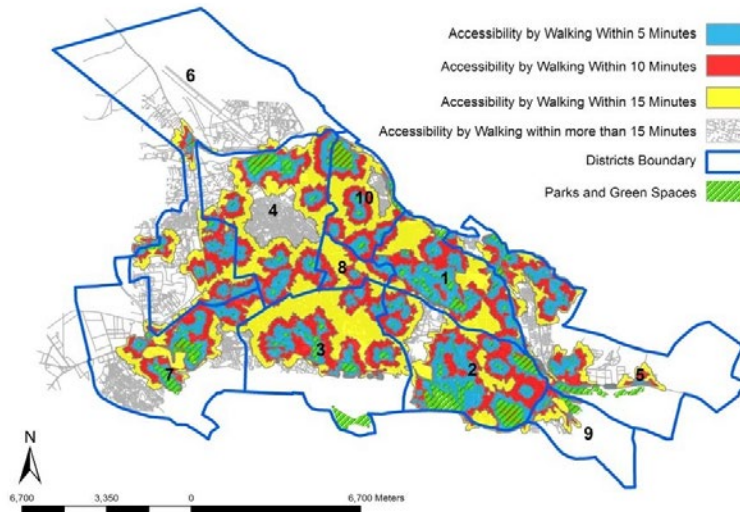 Accessibility by Walking Within 5 Minutes
Accessibility by Walking Within 10 Minutes
Accessibility by Walking Within 15 Minutes
Accessibility by Walking within more than 15 Minutes
Districts Boundary
Parks and Green Spaces
6
4
10
8
1
3
2
7
5
9
N
6,700 3,350 0 6,700 Meters